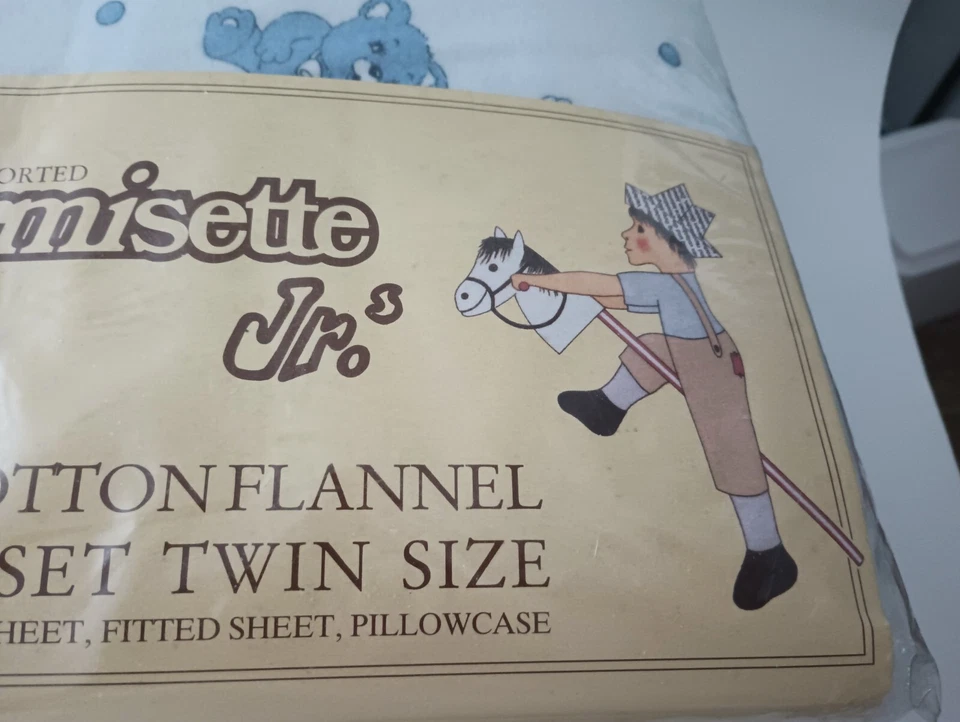 ORTED
misette
Jr.s
OTTON FLANNEL
SET TWIN SIZE
HEET, FITTED SHEET, PILLOWCASE